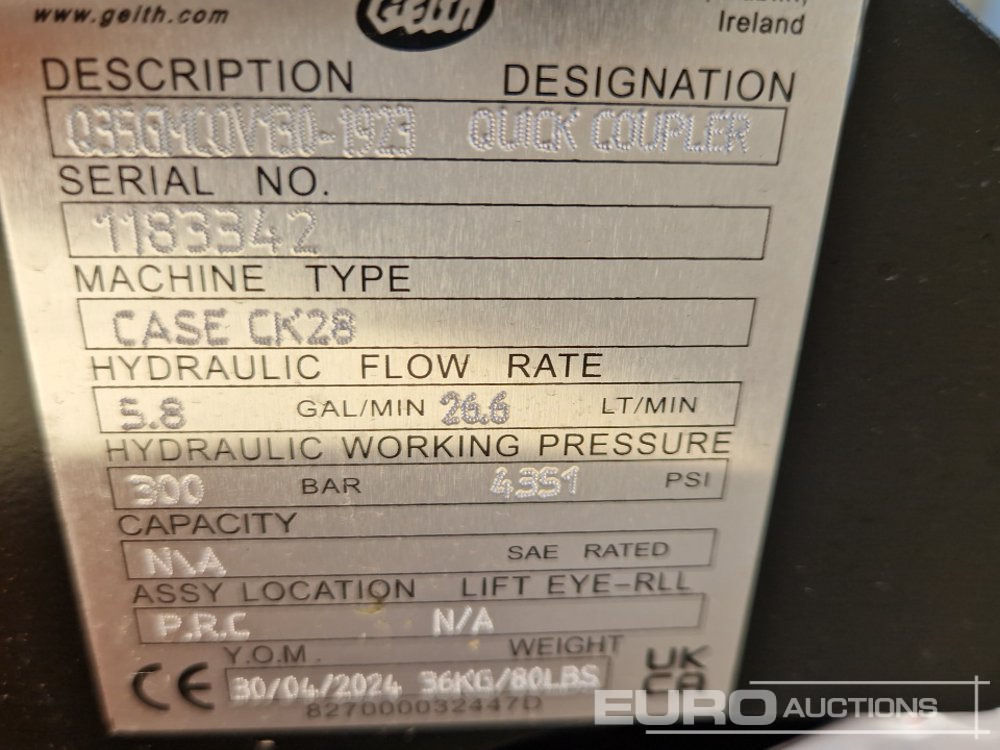 www.geith.com
Geith
Ireland
DESCRIPTION DESIGNATION
QUICK COUPLER
SERIAL NO.
1183342
MACHINE TYPE
CASE CK28
HYDRAULIC FLOW RATE
5.8 GAL/MIN 26.6 LT/MIN
HYDRAULIC WORKING PRESSURE
300 BAR 4351 PSI
CAPACITY
N\A SAE RATED
ASSY LOCATION LIFT EYE-RLL
P.R.C N/A
Y.O.M. WEIGHT
CE 30/04/2024 36KG/80LBS UK CA
827000032447D
EURO AUCTIONS